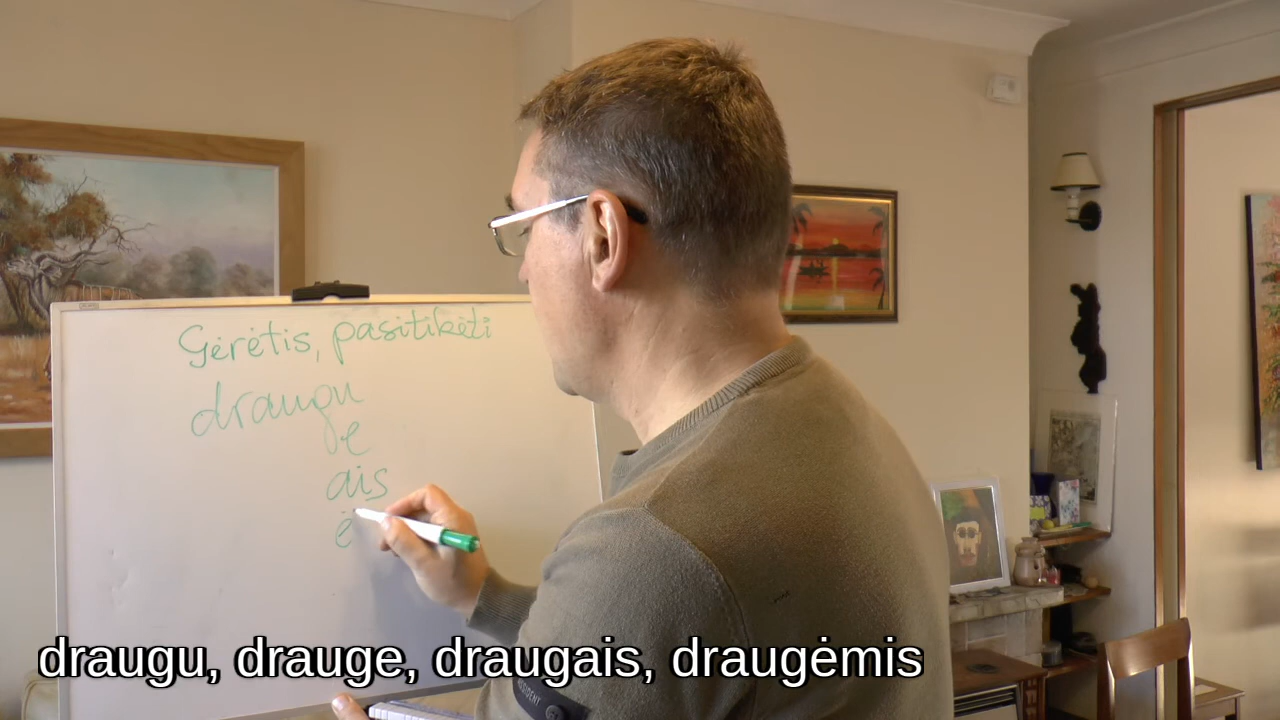 Gėrėtis, pasitikėti
draugu
e
ais
ė
draugu, drauge, draugais, draugėmis